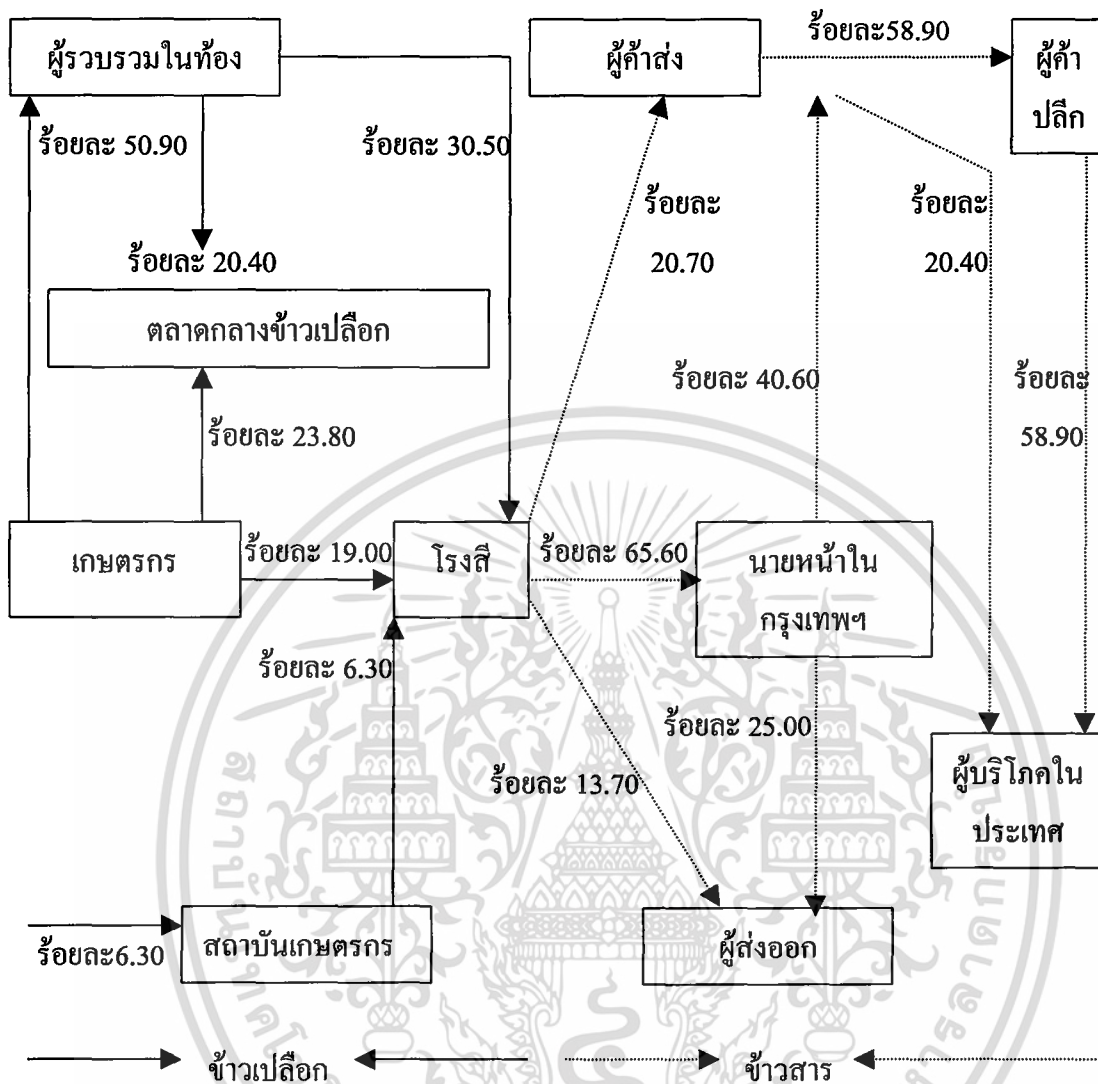 ร้อยละ58.90
ผู้รวบรวมในท้อง
ผู้ค้าส่ง
ผู้ค้า
ปลีก
ร้อยละ 50.90
ร้อยละ 30.50
ร้อยละ
20.70
ร้อยละ
20.40
ร้อยละ 20.40
ตลาดกลางข้าวเปลือก
ร้อยละ 40.60
ร้อยละ
58.90
ร้อยละ 23.80
เกษตรกร
ร้อยละ 19.00
โรงสี
ร้อยละ 65.60
นายหน้าใน
กรุงเทพฯ
ร้อยละ 6.30
ร้อยละ 25.00
ร้อยละ 13.70
ผู้บริโภคใน
ประเทศ
ร้อยละ6.30
สถาบันเกษตรกร
ผู้ส่งออก
ข้าวเปลือก
ข้าวสาร